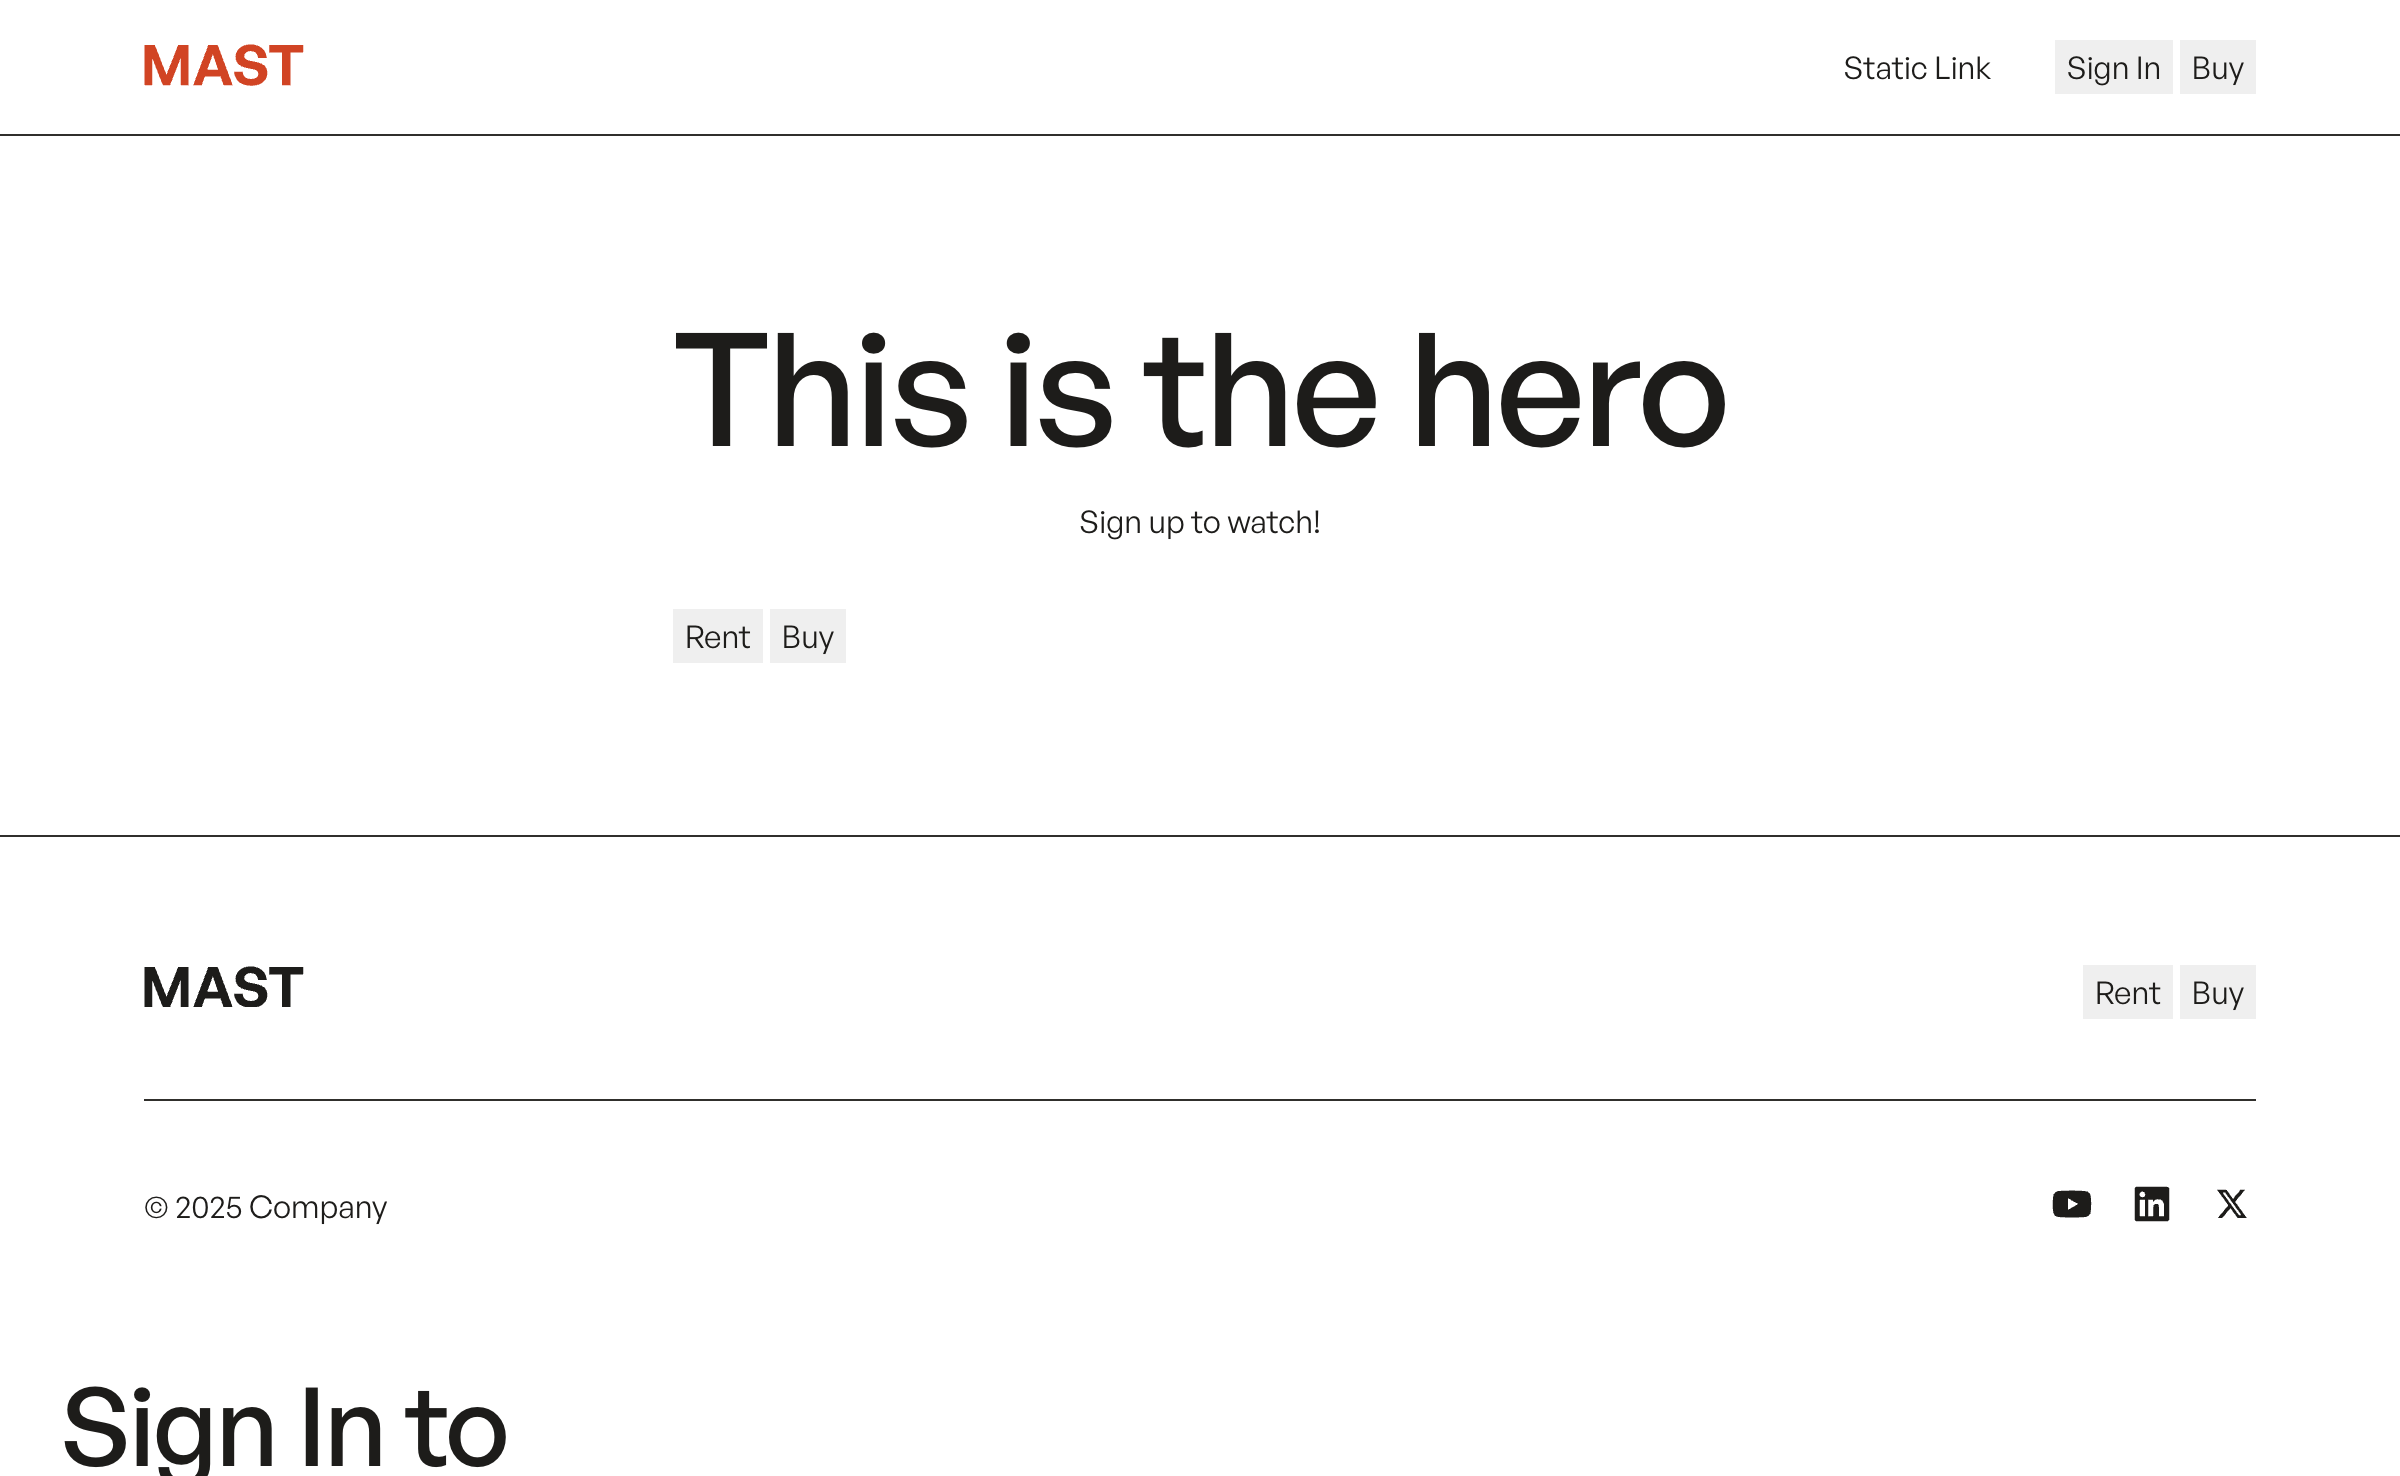 MAST
Static Link
Sign In
Buy
This is the hero
Sign up to watch!
Rent
Buy
MAST
Rent
Buy
© 2025 Company
Sign In to